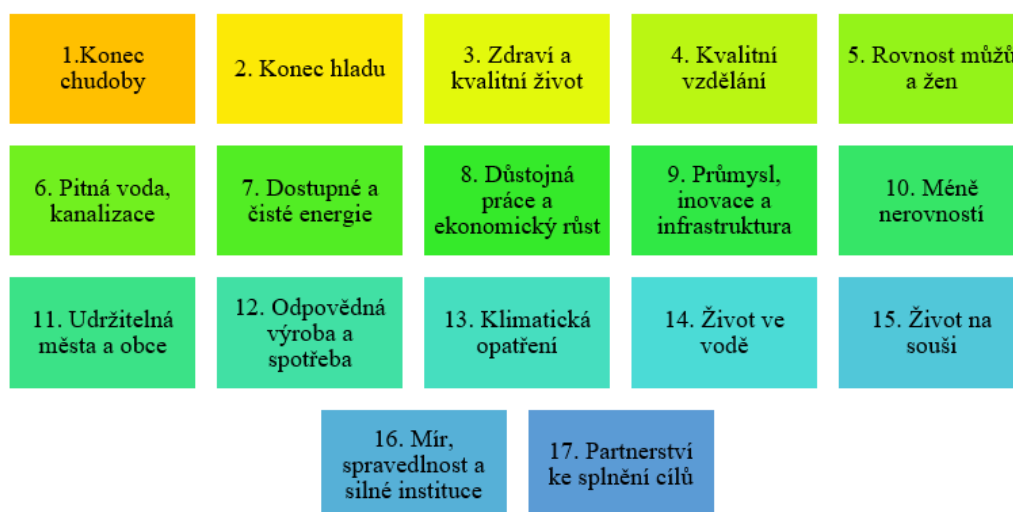 1.Konec
chudoby
2. Konec hladu
3. Zdraví a
kvalitní život
4. Kvalitní
vzdělání
5. Rovnost můžů
a žen
6. Pitná voda,
kanalizace
7. Dostupné a
čisté energie
8. Důstojná
práce a
ekonomický růst
9. Průmysl,
inovace a
infrastruktura
10. Méně
nerovností
11. Udržitelná
města a obce
12. Odpovědná
výroba a
spotřeba
13. Klimatická
opatření
14. Život ve
vodě
15. Život na
souši
16. Mír,
spravedlnost a
silné instituce
17. Partnerství
ke splnění cílů